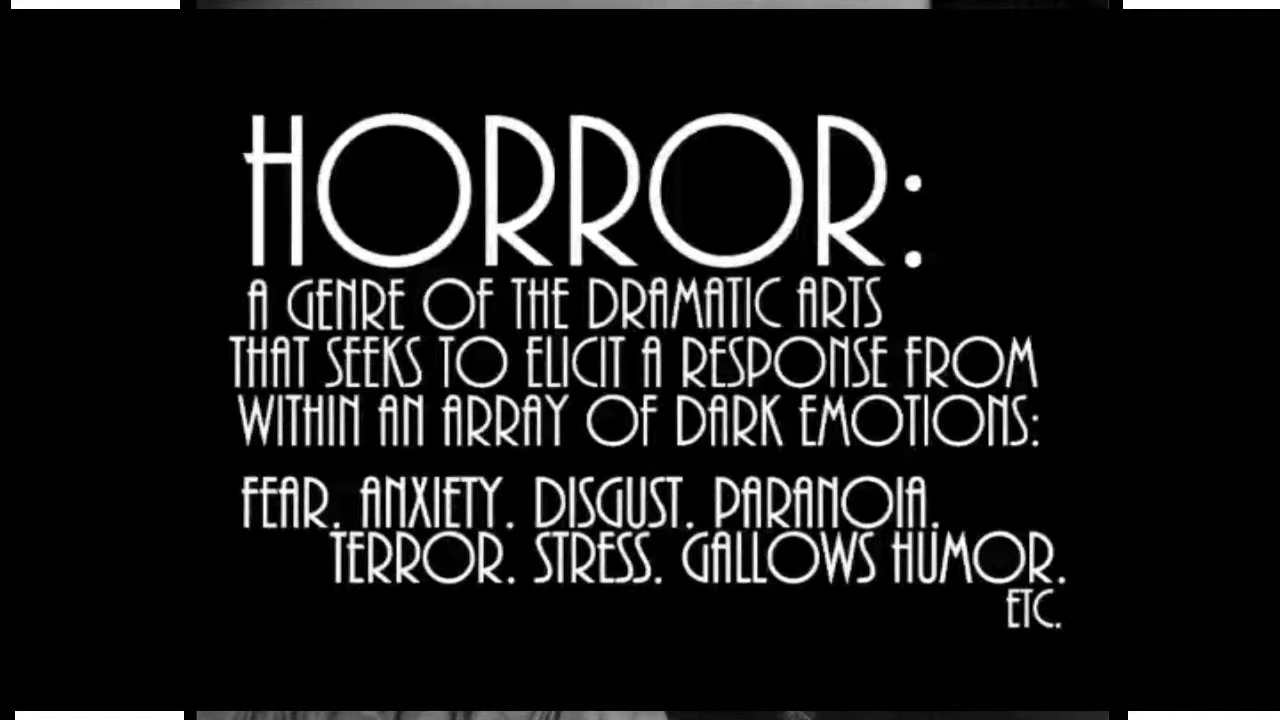 HORROR:
A GENRE OF THE DRAMATIC ARTS
THAT SEEKS TO ELICIT A RESPONSE FROM
WITHIN AN ARRAY OF DARK EMOTIONS:
FEAR. ANXIETY. DISGUST. PARANOIA.
TERROR. STRESS. GALLOWS HUMOR.
ETC.